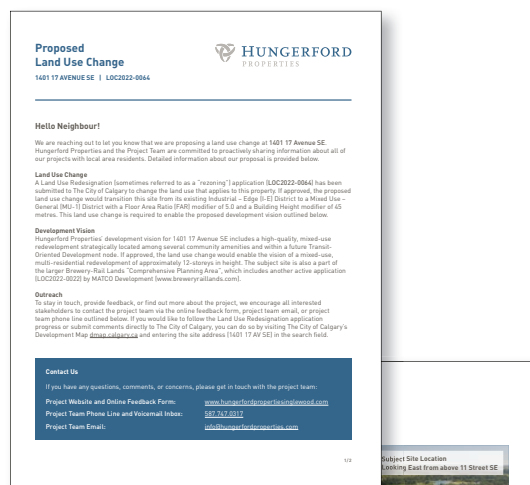 Proposed
Land Use Change
1401 17 AVENUE SE | LOC2022-0064
HUNGERFORD
PROPERTIES
Hello Neighbour!
We are reaching out to let you know that we are proposing a land use change at 1401 17 Avenue SE.
Hungerford Properties and the Project Team are committed to proactively sharing information about all of
our projects with local area residents. Detailed information about our proposal is provided below.
Land Use Change
A Land Use Redesignation (sometimes referred to as a "rezoning") application (LOC2022-0064) has been
submitted to The City of Calgary to change the land use that applies to this property. If approved, the proposed
land use change would transition this site from its existing Industrial – Edge (I-E) District to a Mixed Use –
General (MU-1) District with a Floor Area Ratio (FAR) modifier of 5.0 and a Building Height modifier of 45
metres. This land use change is required to enable the proposed development vision outlined below.
Development Vision
Hungerford Properties' development vision for 1401 17 Avenue SE includes a high-quality, mixed-use
redevelopment strategically located among several community amenities and within a future Transit-
Oriented Development node. If approved, the land use change would enable the vision of a mixed-use,
multi-residential redevelopment of approximately 12-storeys in height. The subject site is also a part of
the larger Brewery-Rail Lands "Comprehensive Planning Area", which includes another active application
(LOC2022-0022) by MATCO Development (www.breweryraillands.com).
Outreach
To stay in touch, provide feedback, or find out more about the project, we encourage all interested
stakeholders to contact the project team via the online feedback form, project team email, or project
team phone line outlined below. If you would like to follow the Land Use Redesignation application
progress or submit comments directly to The City of Calgary, you can do so by visiting The City of Calgary's
Development Map dmap.calgary.ca and entering the site address (1401 17 AV SE) in the search field.
Contact Us
If you have any questions, comments, or concerns, please get in touch with the project team:
Project Website and Online Feedback Form: www.hungerfordpropertiesinglewood.com
Project Team Phone Line and Voicemail Inbox: 587.747.0317
Project Team Email: info@hungerfordproperties.com
1/3
Subject Site Location
Looking East from above 11 Street SE